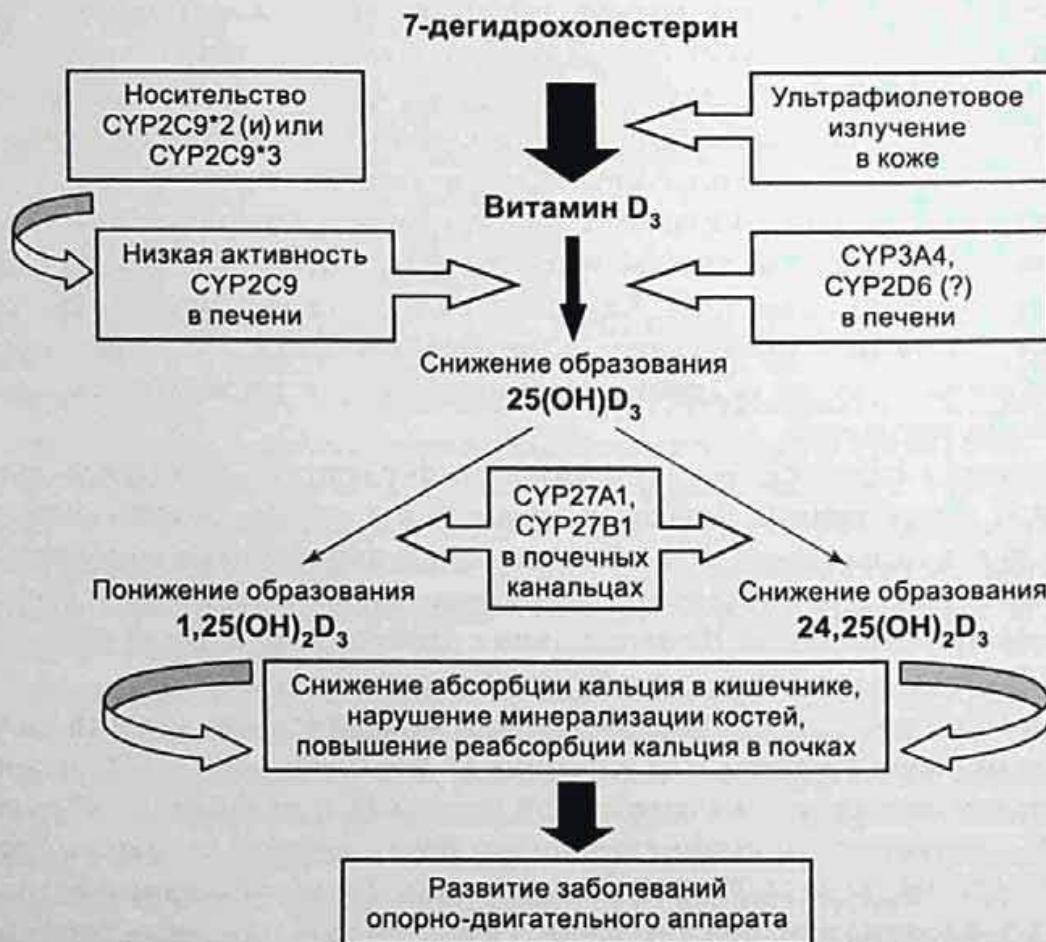 7-дегидрохолестерин
Носительство
CYP2C9*2 (и) или
CYP2C9*3
Ультрафиолетовое
излучение
в коже
Витамин D₃
Низкая активность
CYP2C9
в печени
CYP3A4,
CYP2D6 (?)
в печени
Снижение образования
25(OH)D₃
CYP27A1,
CYP27B1
в почечных
канальцах
Понижение образования
1,25(OH)₂D₃
Снижение образования
24,25(OH)₂D₃
Снижение абсорбции кальция в кишечнике,
нарушение минерализации костей,
повышение реабсорбции кальция в почках
Развитие заболеваний
опорно-двигательного аппарата